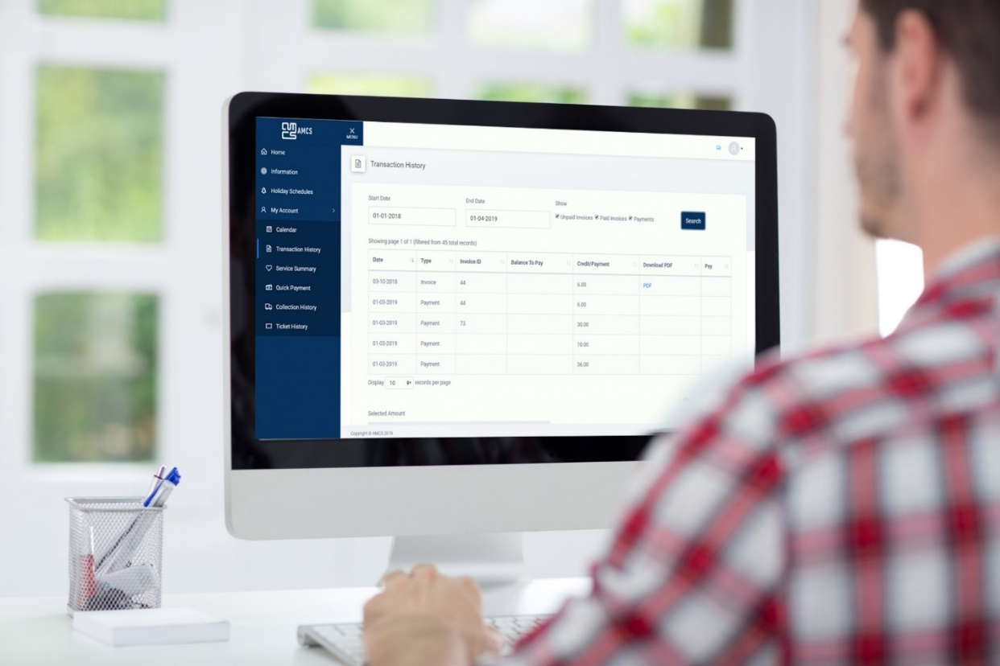 AMCS
MENU
Home
Information
Holiday Schedules
My Account
Calendar
Transaction History
Service Summary
Quick Payment
Collection History
Ticket History
Transaction History
Start Date End Date Show
01-01-2018 01-04-2019 Unpaid Invoices Paid Invoices Payments Search
Showing page 1 of 1 (filtered from 45 total records)
Date Type Invoice ID Balance To Pay Credit/Payment Download PDF Pay
03-10-2018 Invoice 44 6.00 PDF
01-03-2019 Payment 44 6.00
01-03-2019 Payment 73 30.00
01-03-2019 Payment 10.00
01-03-2019 Payment 36.00
Display 10 records per page
Selected Amount
Copyright © AMCS 2019